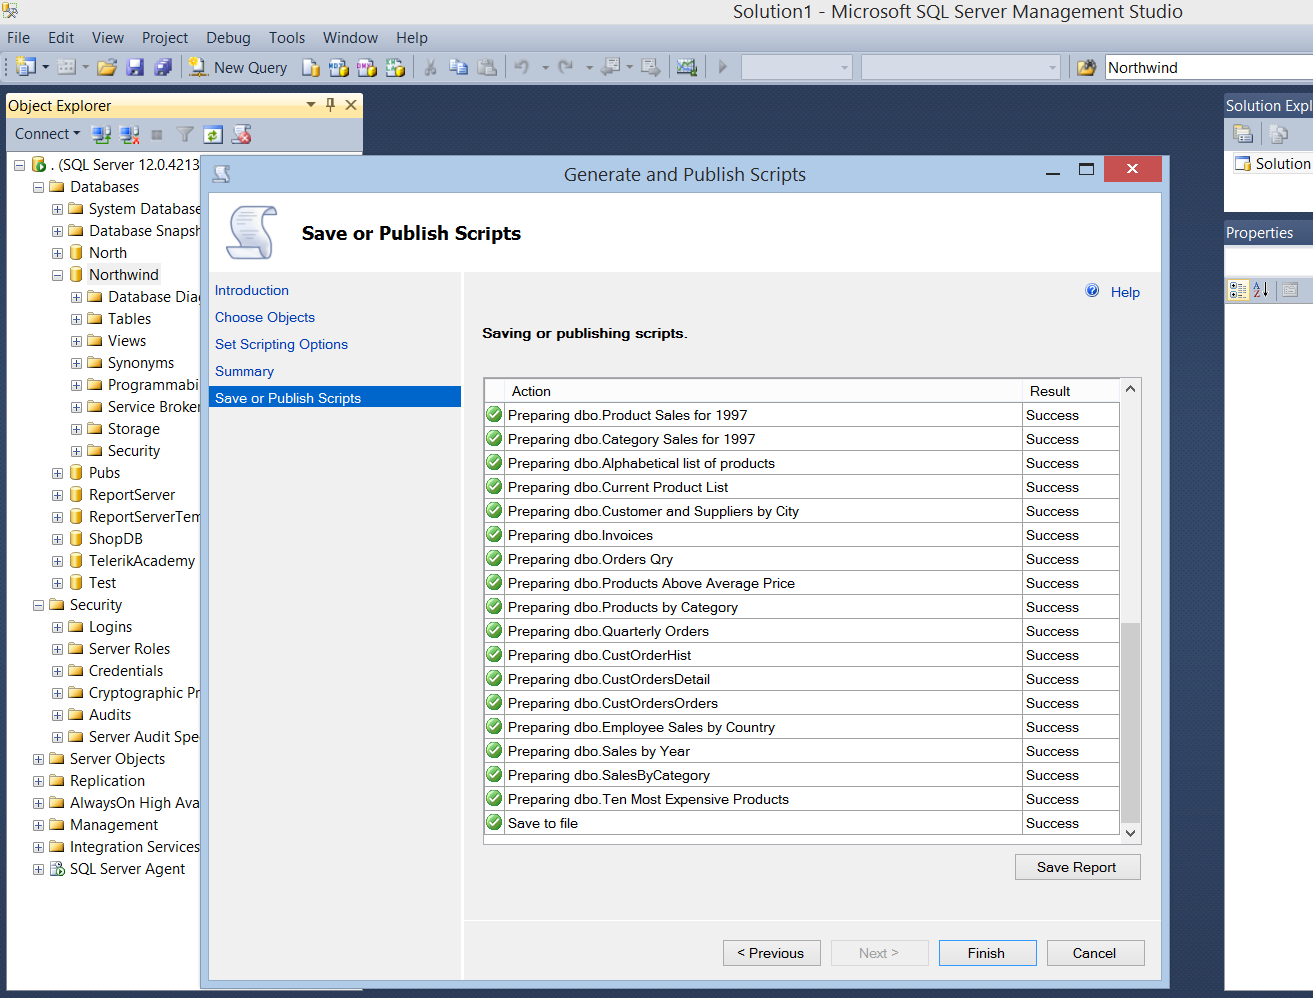 Solution1 - Microsoft SQL Server Management Studio
File Edit View Project Debug Tools Window Help
New Query
Northwind
Object Explorer
Connect
. (SQL Server 12.0.4213
Databases
System Database
Database Snapsh
North
Northwind
Database Dia
Tables
Views
Synonyms
Programmabi
Service Broker
Storage
Security
Pubs
ReportServer
ReportServerTem
ShopDB
TelerikAcademy
Test
Security
Logins
Server Roles
Credentials
Cryptographic Pr
Audits
Server Audit Spe
Server Objects
Replication
AlwaysOn High Ava
Management
Integration Services
SQL Server Agent
Generate and Publish Scripts
Save or Publish Scripts
Introduction
Choose Objects
Set Scripting Options
Summary
Save or Publish Scripts
Help
Saving or publishing scripts.
Action Result
Preparing dbo.Product Sales for 1997 Success
Preparing dbo.Category Sales for 1997 Success
Preparing dbo.Alphabetical list of products Success
Preparing dbo.Current Product List Success
Preparing dbo.Customer and Suppliers by City Success
Preparing dbo.Invoices Success
Preparing dbo.Orders Qry Success
Preparing dbo.Products Above Average Price Success
Preparing dbo.Products by Category Success
Preparing dbo.Quarterly Orders Success
Preparing dbo.CustOrderHist Success
Preparing dbo.CustOrdersDetail Success
Preparing dbo.CustOrdersOrders Success
Preparing dbo.Employee Sales by Country Success
Preparing dbo.Sales by Year Success
Preparing dbo.SalesByCategory Success
Preparing dbo.Ten Most Expensive Products Success
Save to file Success
Save Report
< Previous Next > Finish Cancel
Solution Expl
Solution
Properties